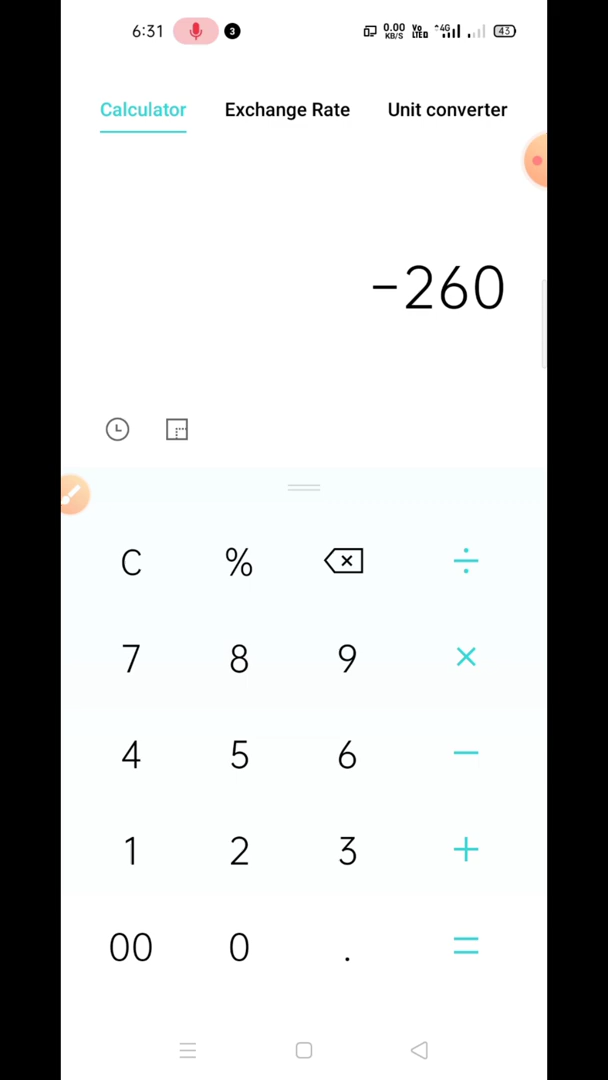 6:31 3 0.00 KB/S Vo LTE 4G 43
Calculator Exchange Rate Unit converter
−260
C % ÷
7 8 9 ×
4 5 6 −
1 2 3 +
00 0 . =